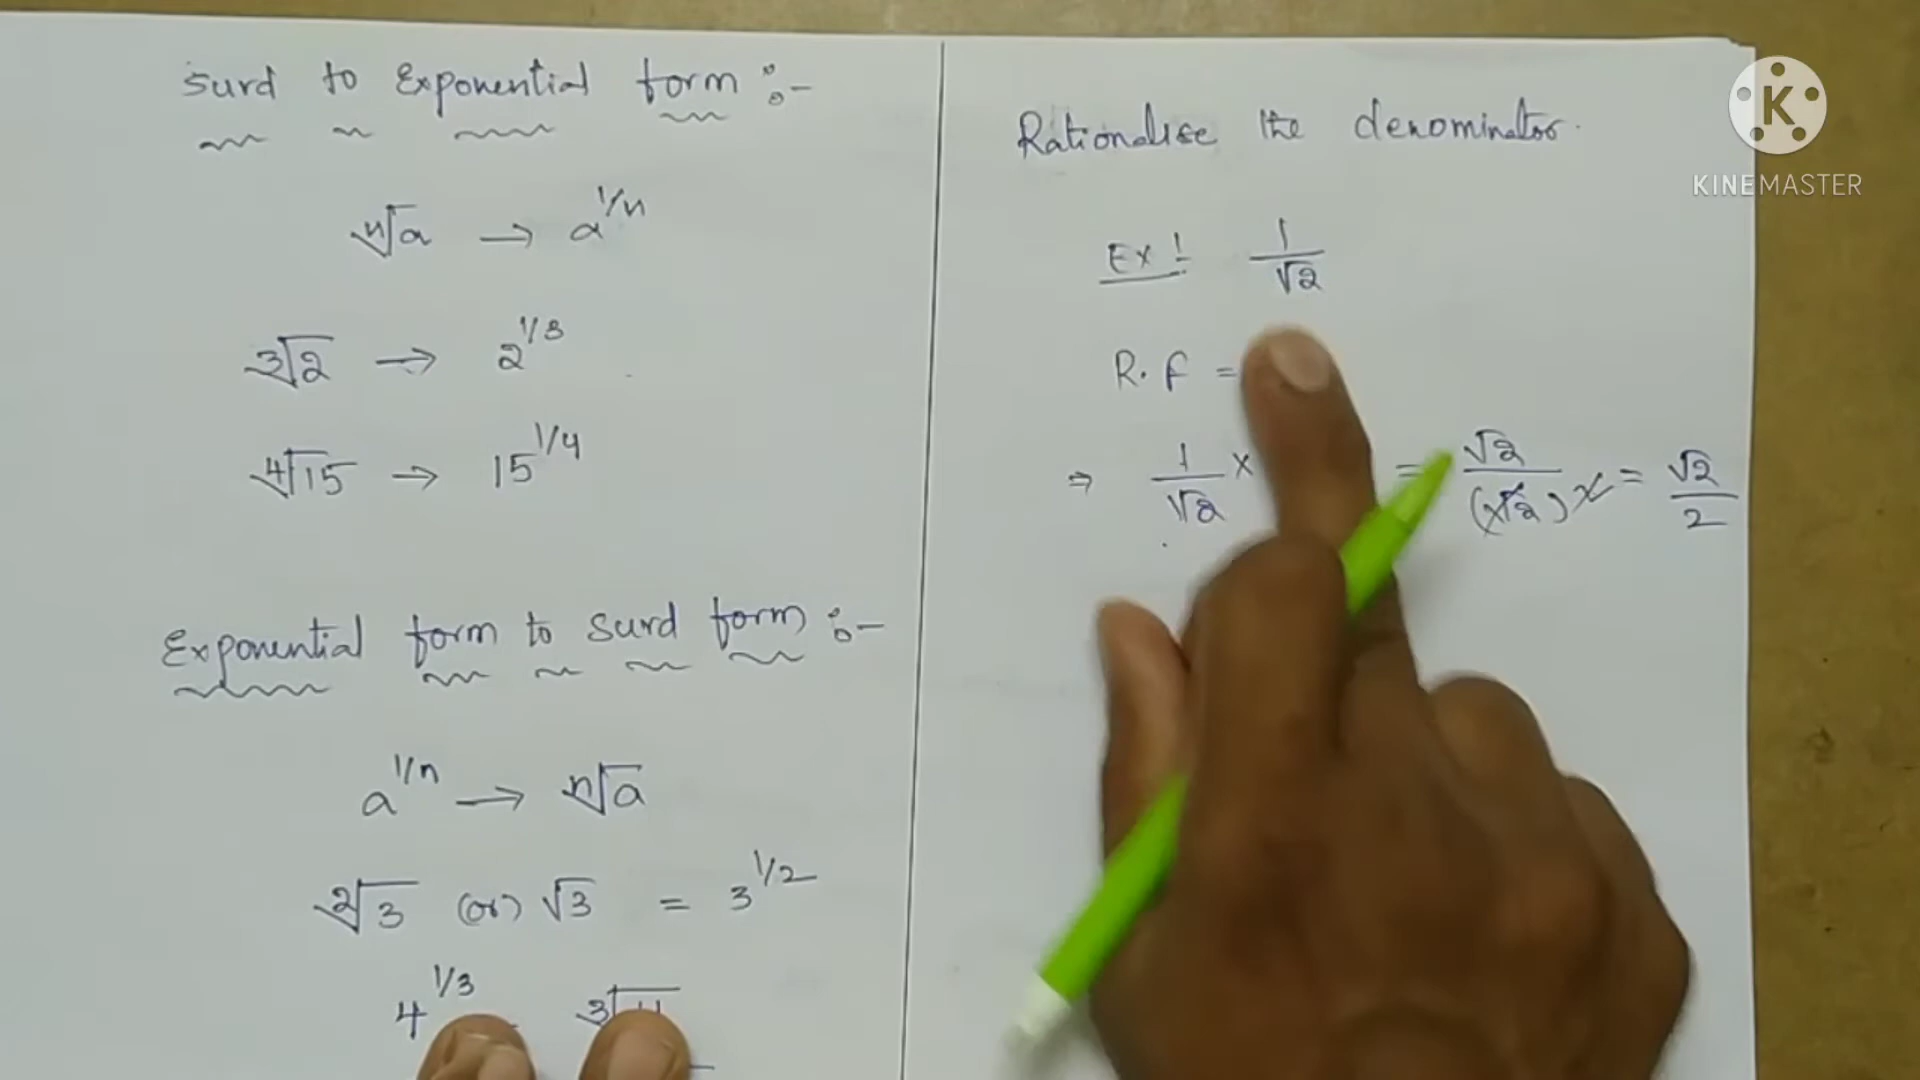 Surd to Exponential form :-
ⁿ√a → a^1/n
³√2 → 2^1/3
⁴√15 → 15^1/4
Exponential form to Surd form :-
a^1/n → ⁿ√a
²√3 (or) √3 = 3^1/2
4^1/3 ³√4
Rationalise the denominator.
Ex! 1/√2
R.F =
⇒ 1/√2 × = √2/(√2)² = √2/2
K
KINEMASTER